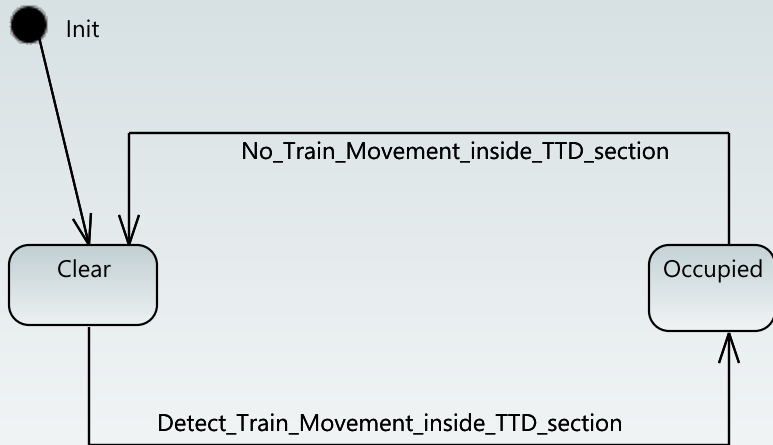 Init
No_Train_Movement_inside_TTD_section
Clear
Occupied
Detect_Train_Movement_inside_TTD_section